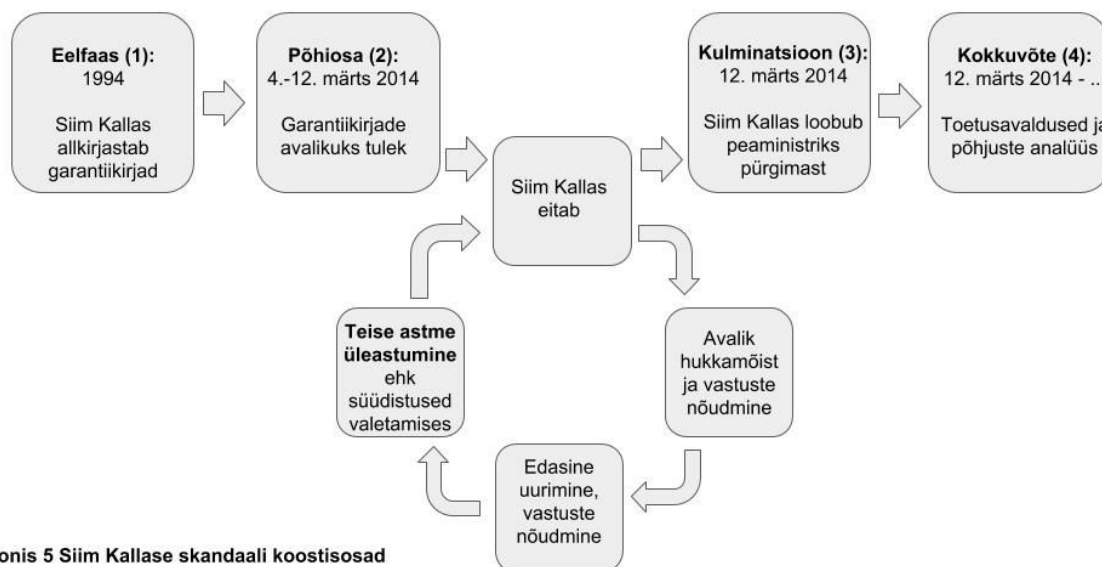 Eelfaas (1):
1994
Siim Kallas
allkirjastab
garantiikirjad
Põhiosa (2):
4.-12. märts 2014
Garantiikirjade
avalikuks tulek
Siim Kallas
eitab
Kulminatsioon (3):
12. märts 2014
Siim Kallas loobub
peaministriks
pürgimast
Kokkuvõte (4):
12. märts 2014 - ..
Toetusavaldused ja
põhjuste analüüs
Avalik
hukkamõist
ja vastuste
nõudmine
Edasine
uurimine,
vastuste
nõudmine
Teise astme
üleastumine
ehk
süüdistused
valetamises
onis 5 Siim Kallase skandaali koostisosad